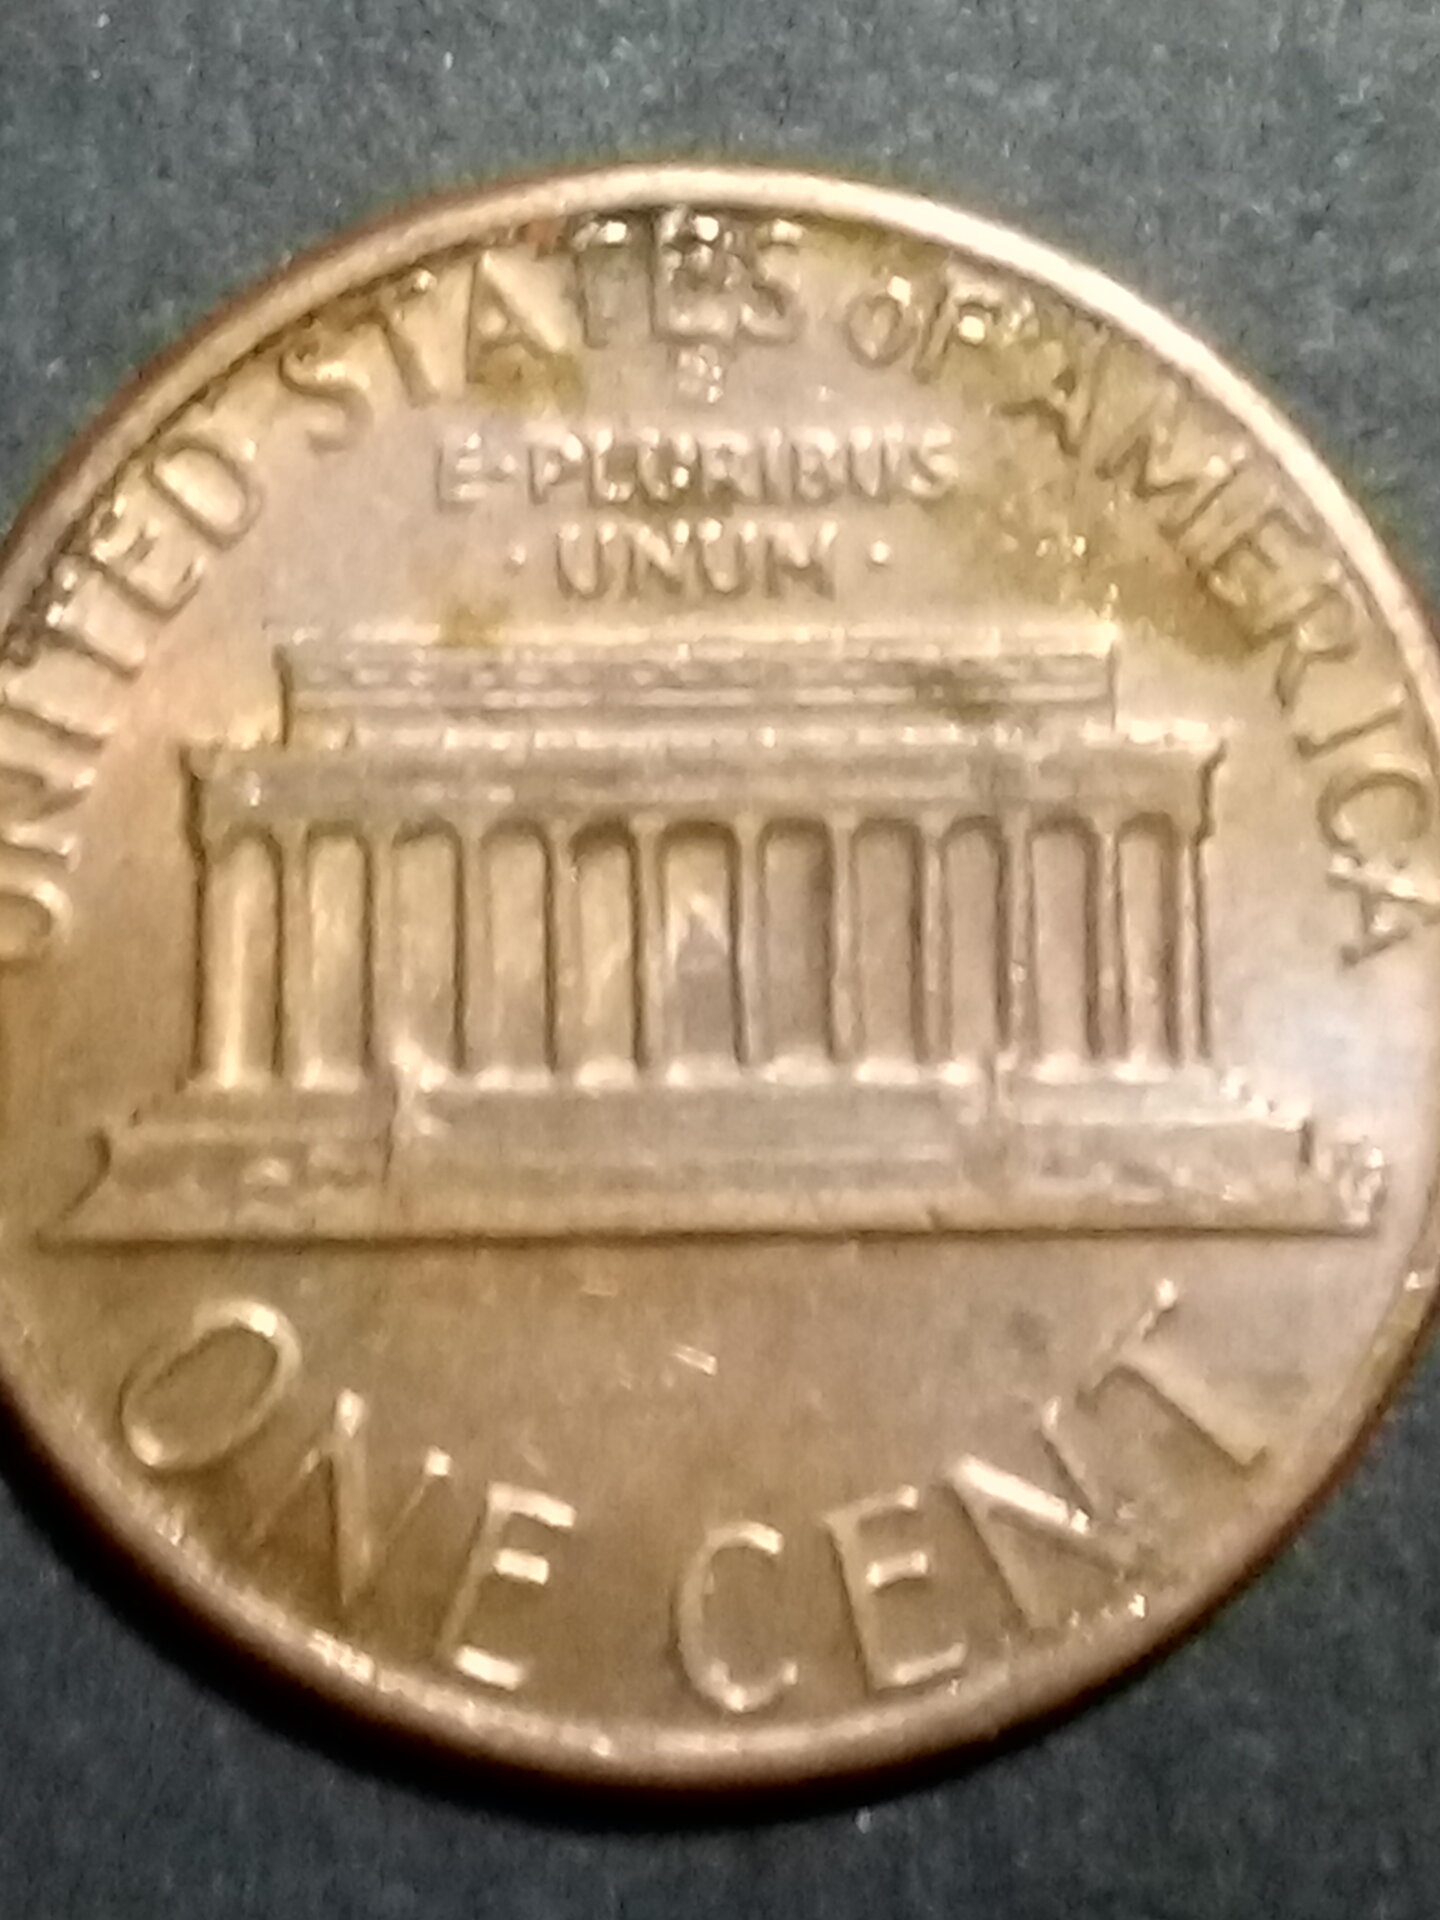 UNITED STATES OF AMERICA
E·PLURIBUS
· UNUM ·
ONE CENT